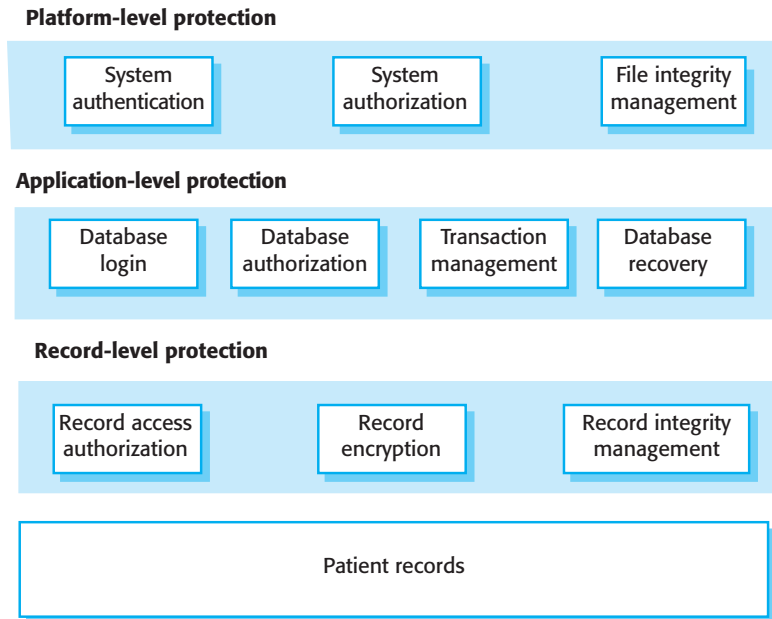 Platform-level protection
System
authentication
System
authorization
File integrity
management
Application-level protection
Database
login
Database
authorization
Transaction
management
Database
recovery
Record-level protection
Record access
authorization
Record
encryption
Record integrity
management
Patient records